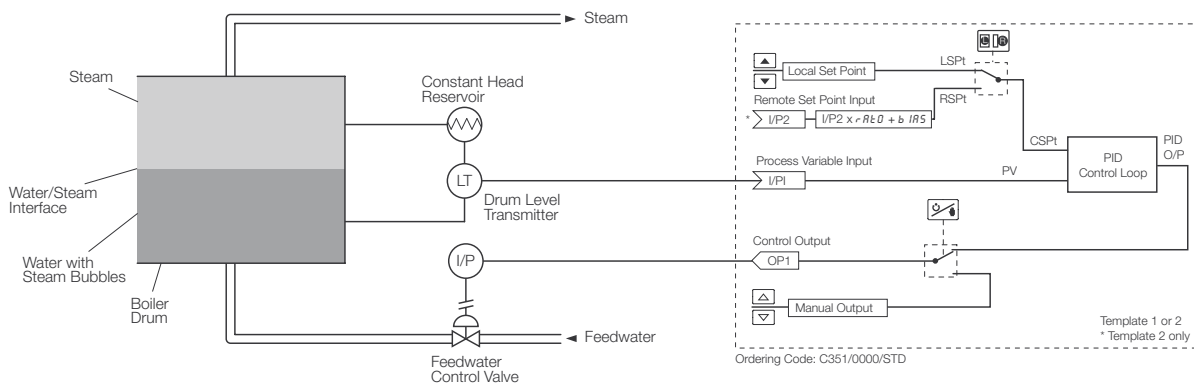 Steam
Steam
Constant Head
Reservoir
Water/Steam
Interface
LT
Drum Level
Transmitter
Water with
Steam Bubbles
Boiler
Drum
I/P
Feedwater
Feedwater
Control Valve
Local Set Point
LSPt
Remote Set Point Input
RSPt
* I/P2
I/P2 x rAtO + bIAS
CSPt
PID
Control Loop
PID
O/P
Process Variable Input
I/PI
PV
Control Output
OP1
Manual Output
Template 1 or 2
* Template 2 only
Ordering Code: C351/0000/STD